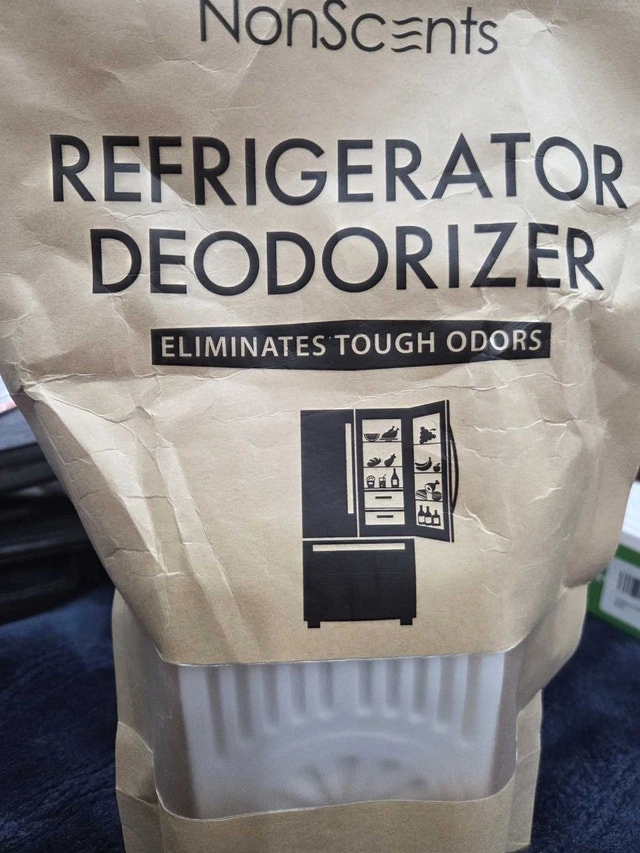 NonScents
REFRIGERATOR
DEODORIZER
ELIMINATES TOUGH ODORS